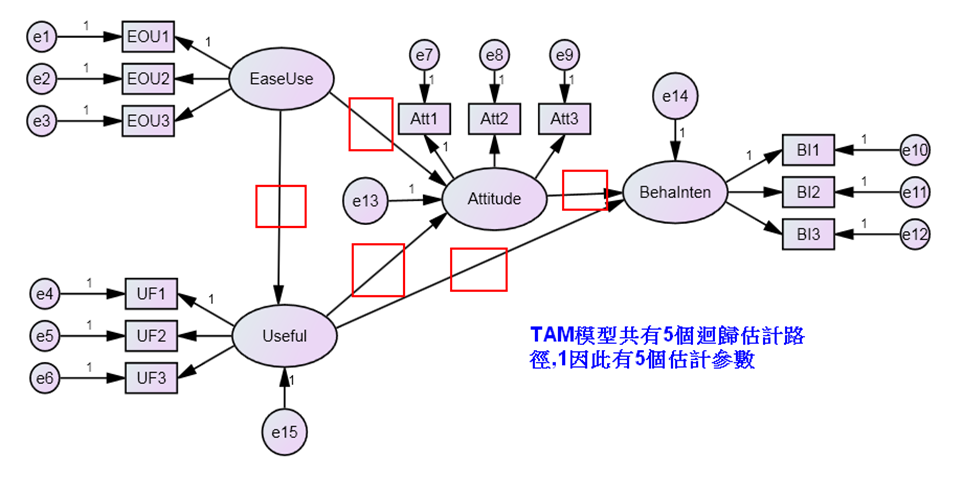 e1 1 EOU1 1
e2 1 EOU2
e3 1 EOU3
EaseUse
e7 e8 e9
1 1 1
Att1 Att2 Att3
1
e14
1
e13 1 Attitude
BehaInten
1 BI1 1 e10
BI2 1 e11
BI3 1 e12
e4 1 UF1 1
e5 1 UF2
e6 1 UF3
Useful
1
e15
TAM模型共有5個迴歸估計路
徑,1因此有5個估計參數